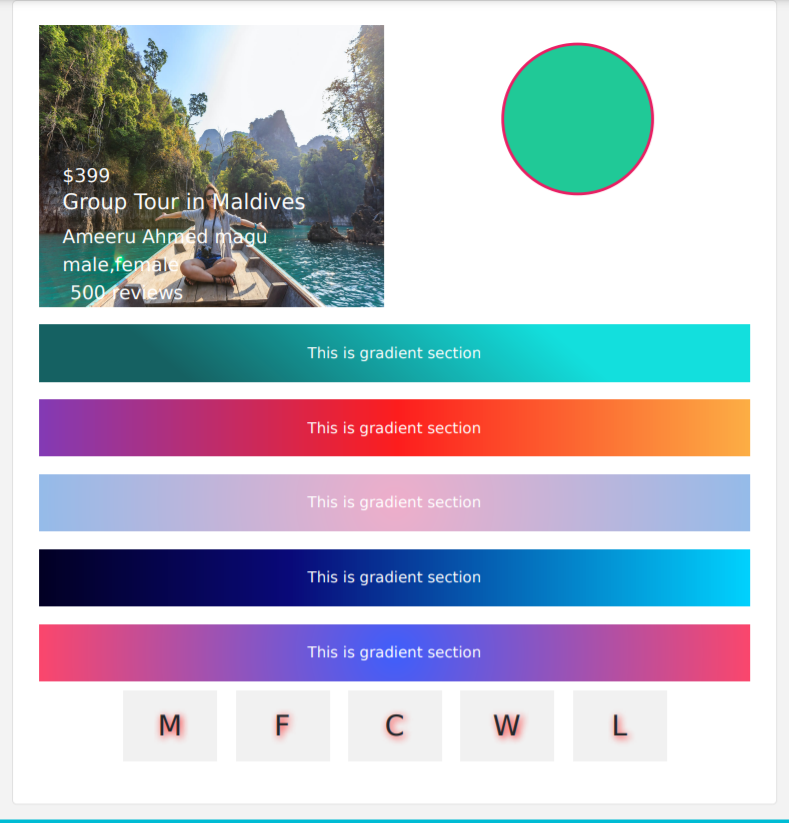 $399
Group Tour in Maldives
Ameeru Ahmed magu
male,female
500 reviews
This is gradient section
This is gradient section
This is gradient section
This is gradient section
This is gradient section
M F C W L